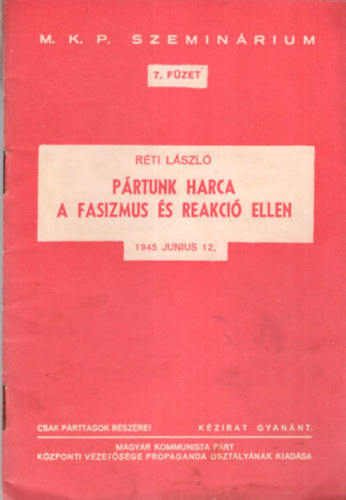 M. K. P. SZEMINÁRIUM
7. FÜZET
RÉTI LÁSZLÓ
PÁRTUNK HARCA
A FASIZMUS ÉS REAKCIÓ ELLEN
1945 JUNIUS 12.
CSAK PÁRTTAGOK RÉSZÉRE! KÉZIRAT GYANÁNT.
MAGYAR KOMMUNISTA PÁRT
KÖZPONTI VEZETŐSÉGE PROPAGANDA OSZTÁLYÁNAK KIADÁSA